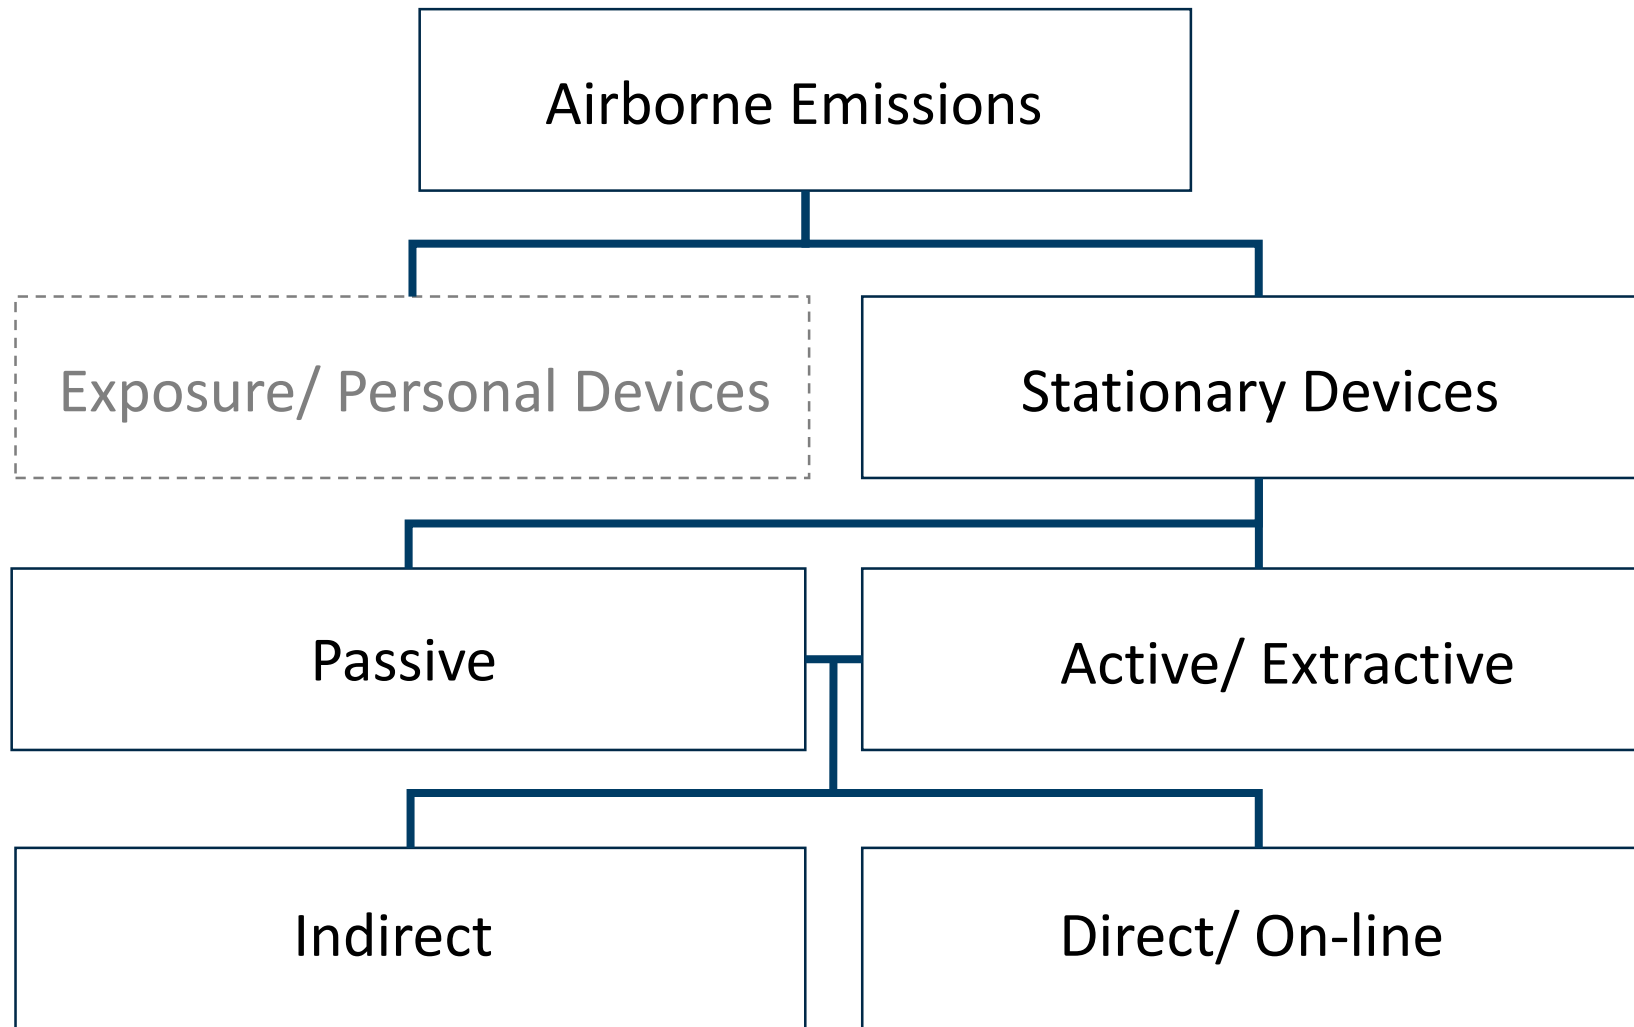 Airborne Emissions
Exposure/ Personal Devices
Stationary Devices
Passive
Active/ Extractive
Indirect
Direct/ On-line